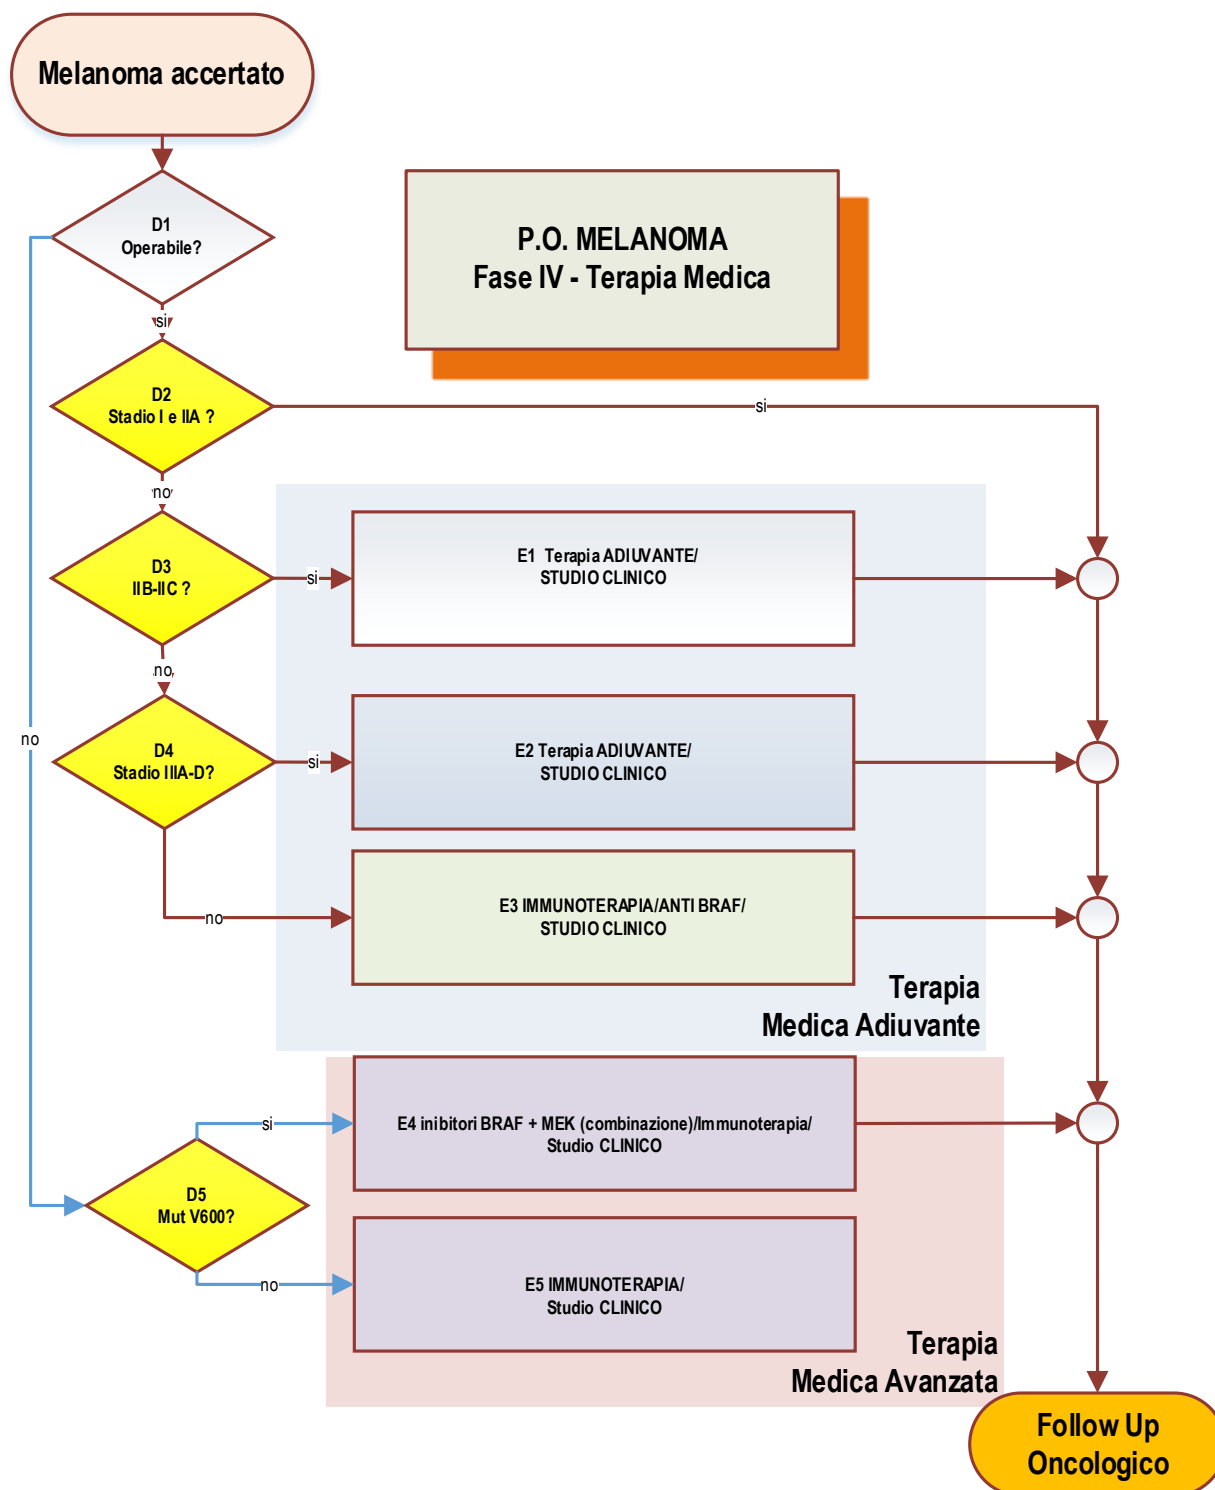 Melanoma accertato
D1
Operabile?
P.O. MELANOMA
Fase IV - Terapia Medica
si
D2
Stadio I e IIA ?
si
no
D3
IIB-IIC ?
si
E1 Terapia ADIUVANTE/
STUDIO CLINICO
no
no
D4
Stadio IIIA-D?
si
E2 Terapia ADIUVANTE/
STUDIO CLINICO
no
E3 IMMUNOTERAPIA/ANTI BRAF/
STUDIO CLINICO
Terapia
Medica Adiuvante
si
E4 inibitori BRAF + MEK (combinazione)/Immunoterapia/
Studio CLINICO
D5
Mut V600?
no
E5 IMMUNOTERAPIA/
Studio CLINICO
Terapia
Medica Avanzata
Follow Up
Oncologico